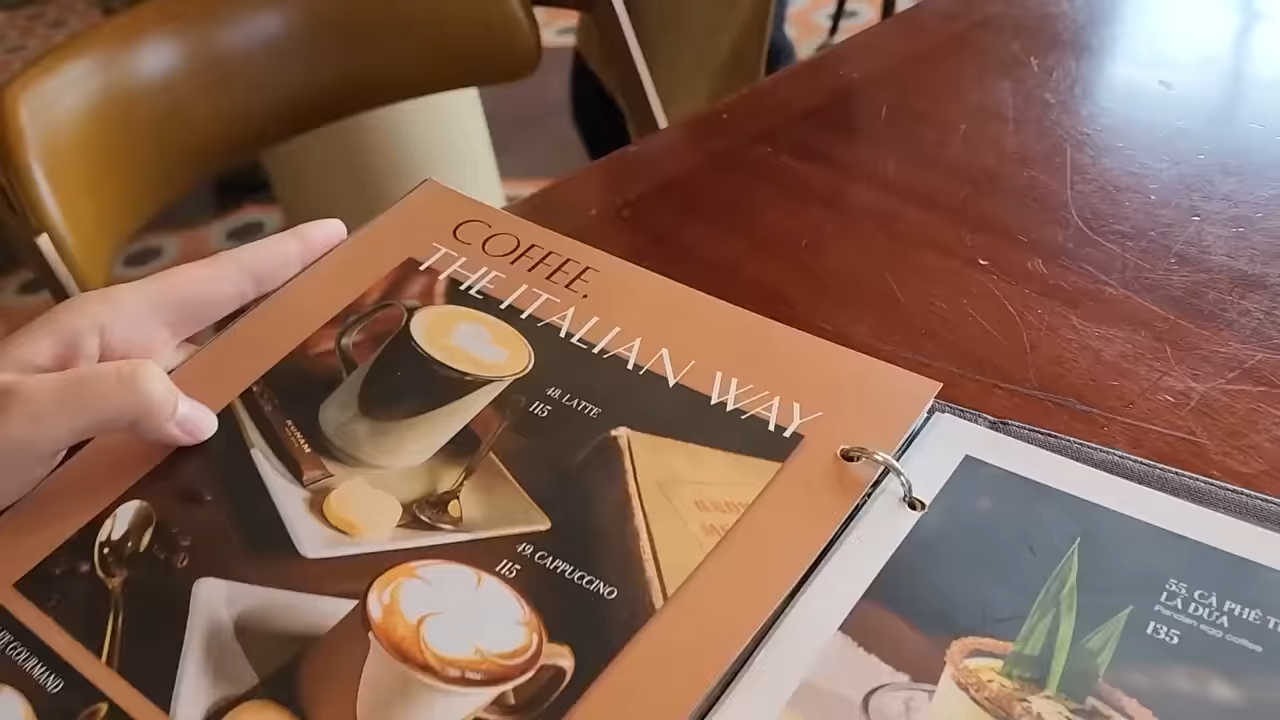 COFFEE,
THE ITALIAN WAY
48. LATTE
115
RUNAM
49. CAPPUCCINO
115
GOURMAND
55. CÀ PHÊ
LÁ DỨA
Pandan egg coffee
135